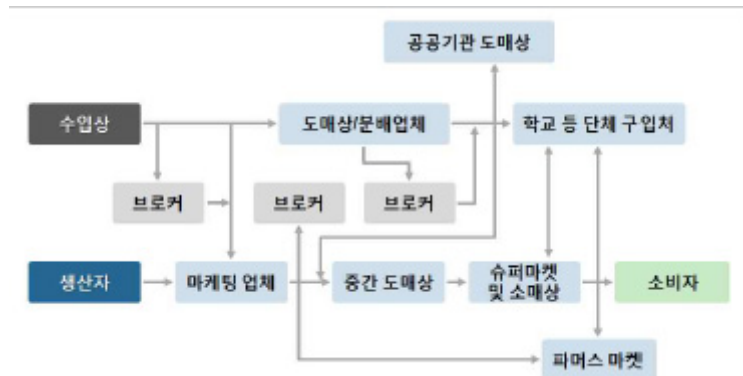 공공기관 도매상
수입상
도매상/분배업체
학교 등 단체 구입처
브로커
브로커
브로커
생산자
마케팅 업체
중간 도매상
슈퍼마켓
및 소매상
소비자
파머스 마켓